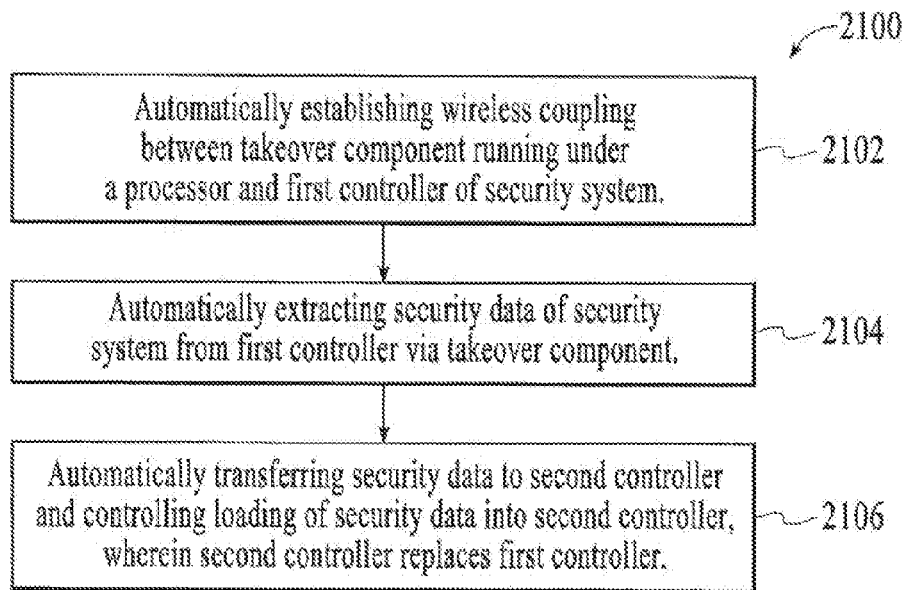 2100
Automatically establishing wireless coupling
between takeover component running under
a processor and first controller of security system.
2102
Automatically extracting security data of security
system from first controller via takeover component.
2104
Automatically transferring security data to second controller
and controlling loading of security data into second controller,
wherein second controller replaces first controller.
2106